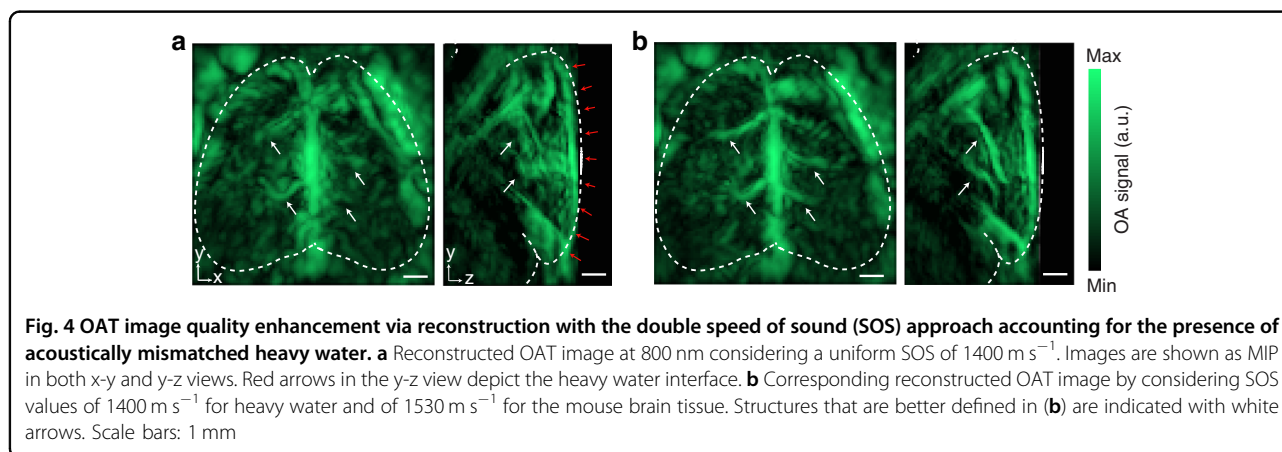 a
b
y
x
y
z
Max
OA signal (a.u.)
Min
Fig. 4 OAT image quality enhancement via reconstruction with the double speed of sound (SOS) approach accounting for the presence of
acoustically mismatched heavy water. a Reconstructed OAT image at 800 nm considering a uniform SOS of 1400 m s⁻¹. Images are shown as MIP
in both x-y and y-z views. Red arrows in the y-z view depict the heavy water interface. b Corresponding reconstructed OAT image by considering SOS
values of 1400 m s⁻¹ for heavy water and of 1530 m s⁻¹ for the mouse brain tissue. Structures that are better defined in (b) are indicated with white
arrows. Scale bars: 1 mm